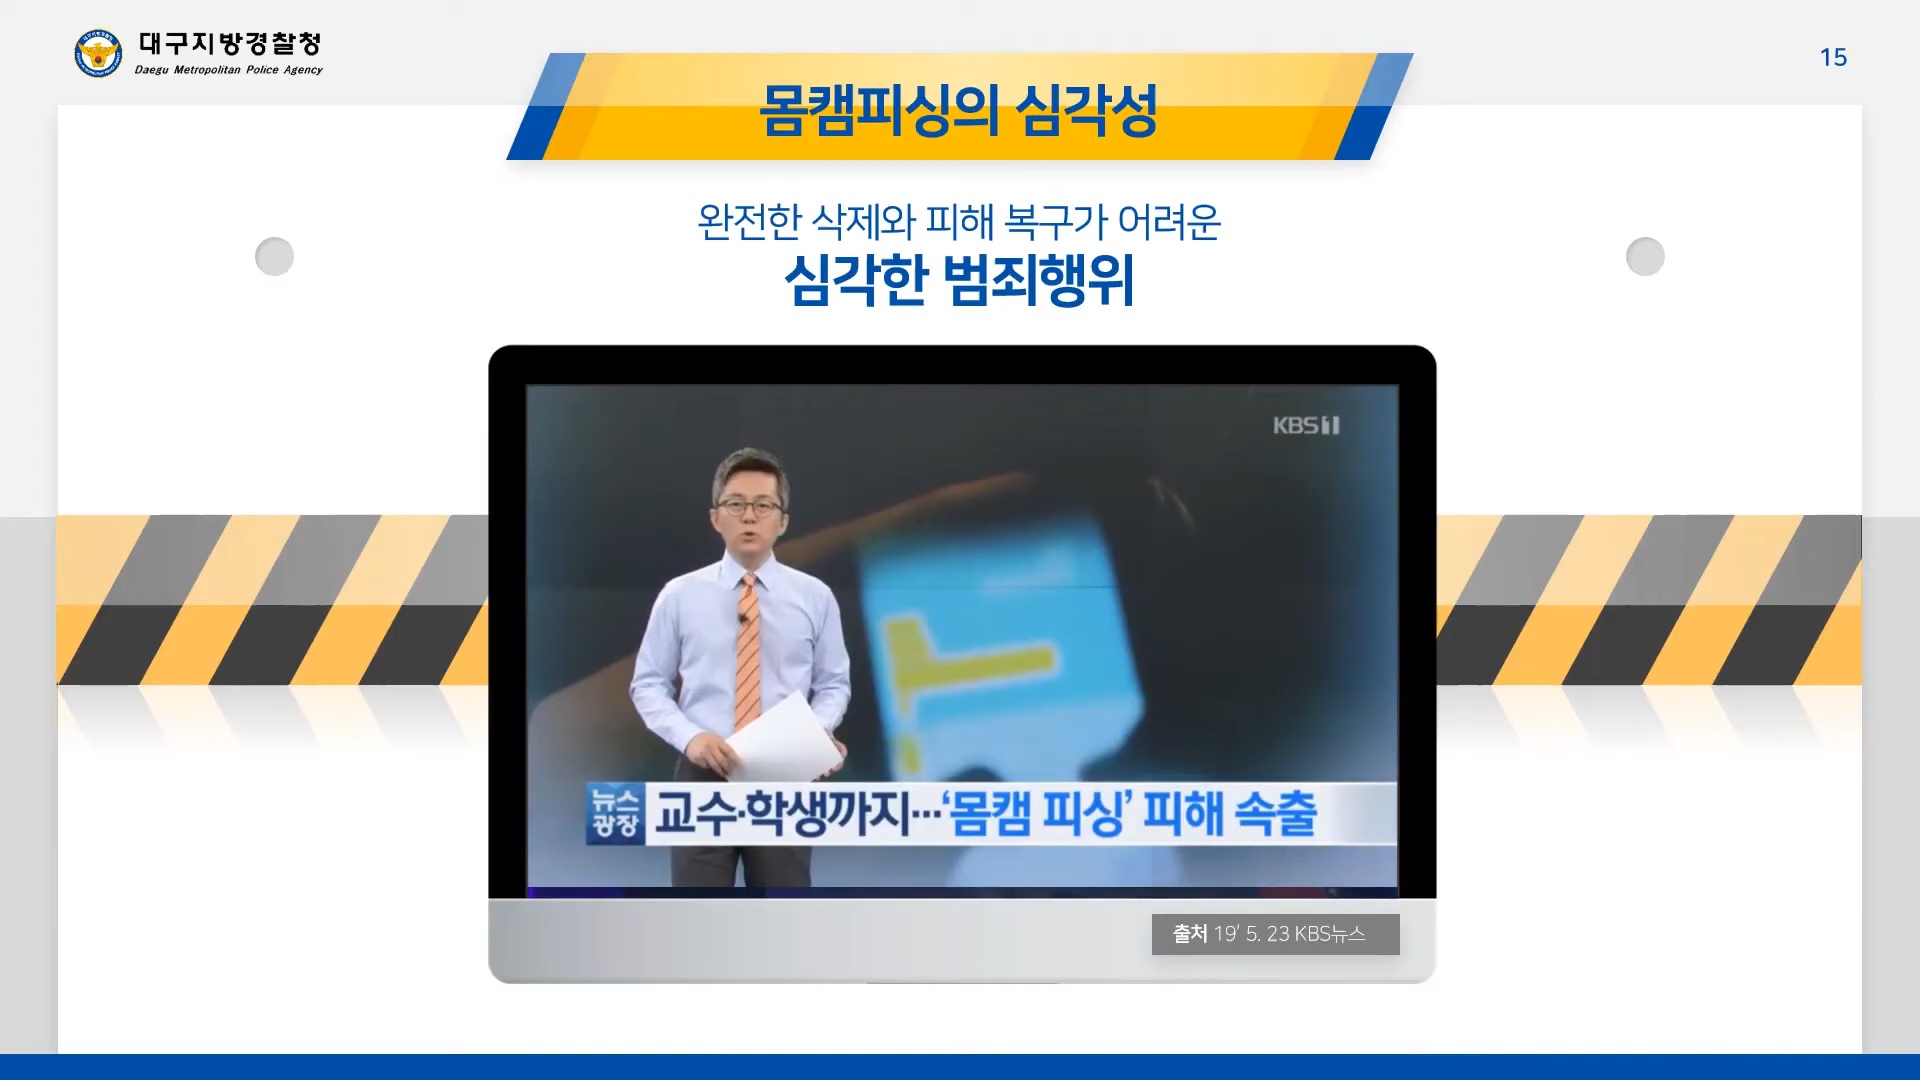 대구지방경찰청
Daegu Metropolitan Police Agency
15
몸캠피싱의 심각성
완전한 삭제와 피해 복구가 어려운
심각한 범죄행위
KBS1
뉴스
광장
교수·학생까지…‘몸캠 피싱’ 피해 속출
출처 19’ 5. 23 KBS뉴스